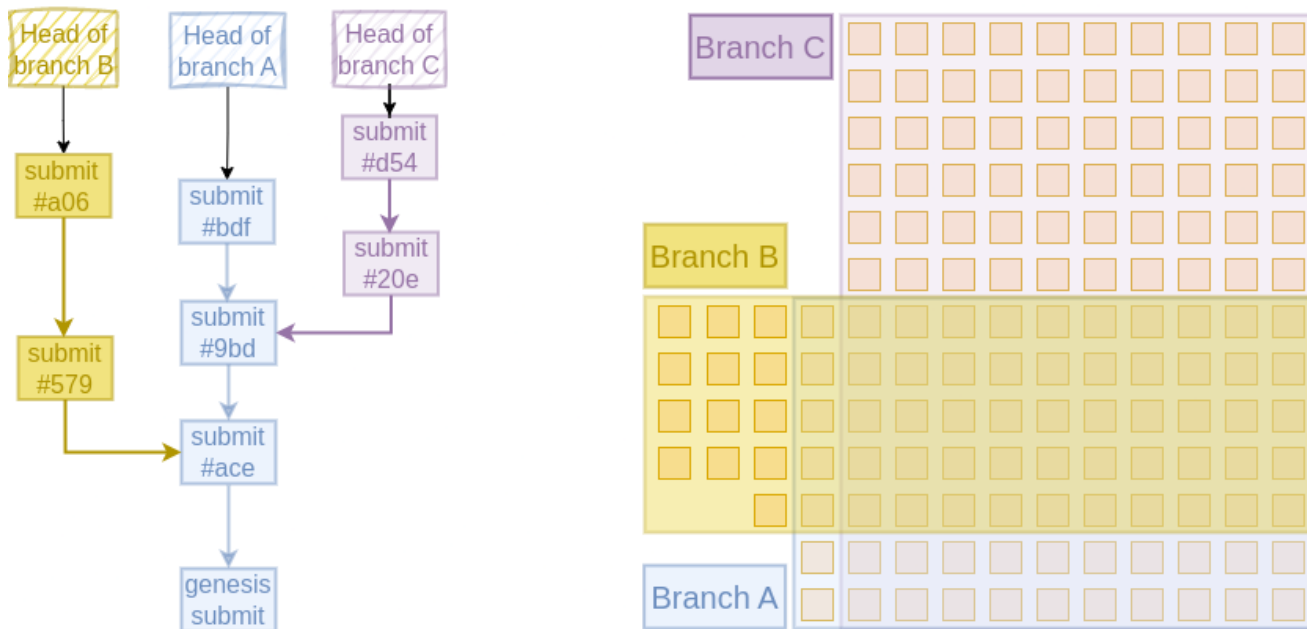 Head of
branch B
Head of
branch A
Head of
branch C
submit
#d54
submit
#a06
submit
#bdf
submit
#20e
submit
#9bd
submit
#579
submit
#ace
genesis
submit
Branch C
Branch B
Branch A